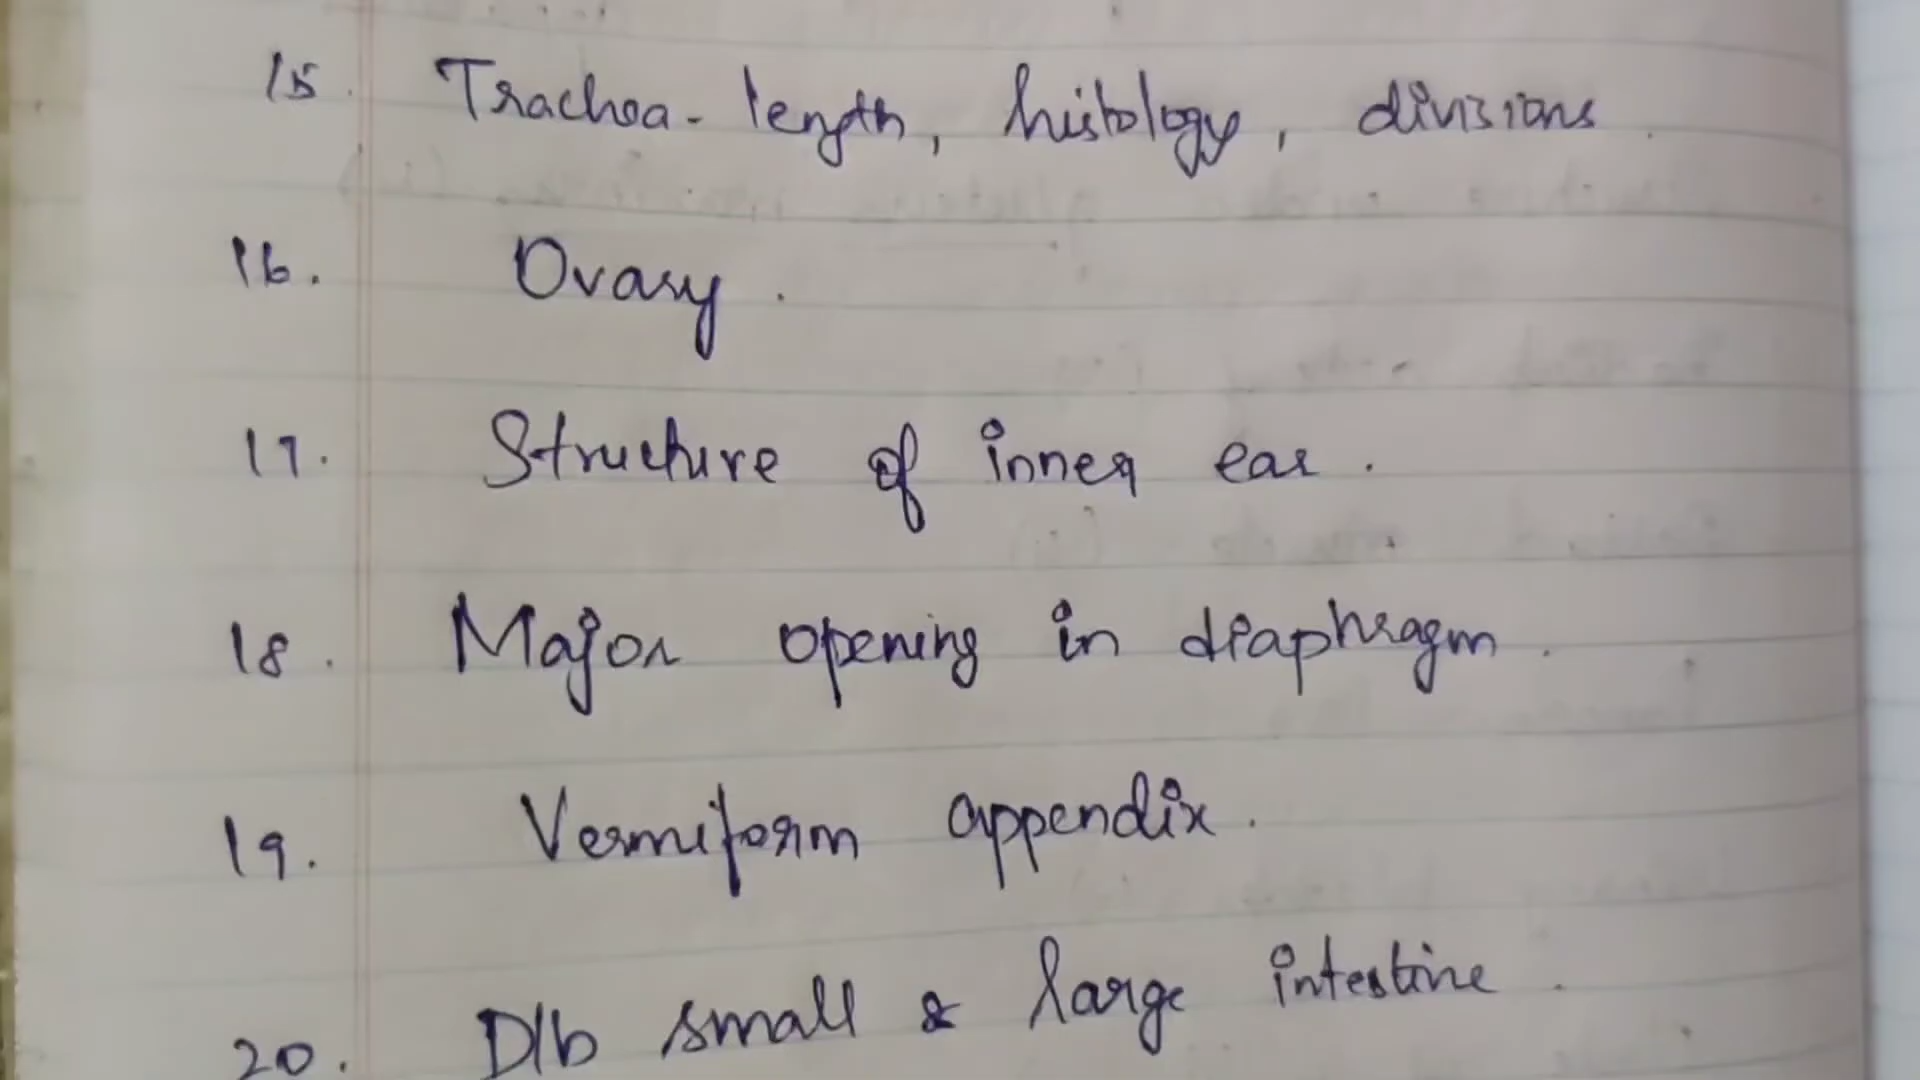 15. Trachea - length, histology, divisions.
16. Ovary.
17. Structure of inner ear.
18. Major opening in diaphragm.
19. Vermiform appendix.
20. D/b small & large intestine.